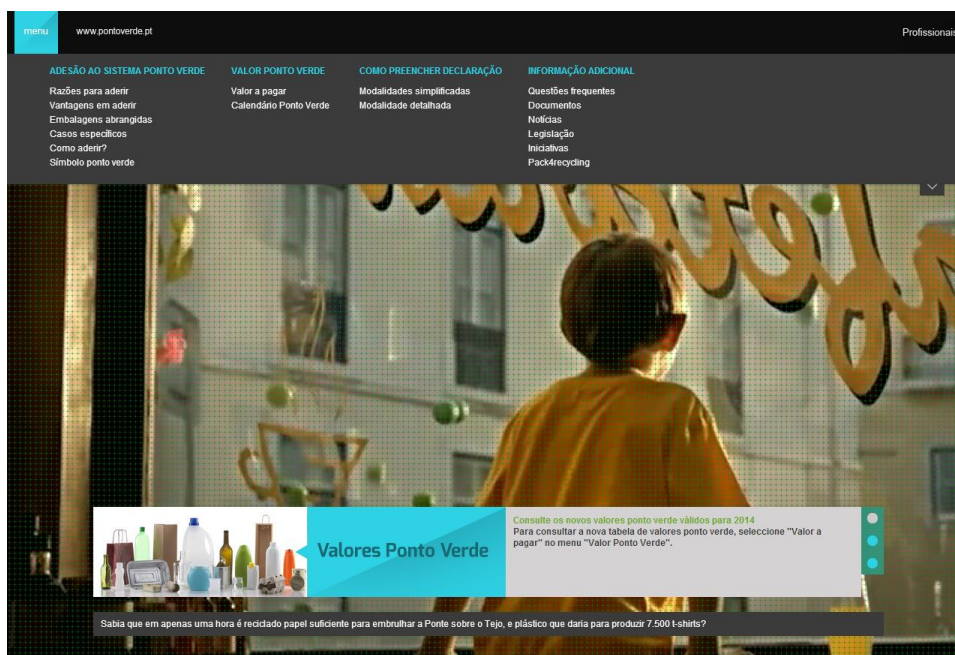 menu
www.pontoverde.pt
Profissionais
ADESÃO AO SISTEMA PONTO VERDE
Razões para aderir
Vantagens em aderir
Embalagens abrangidas
Casos específicos
Como aderir?
Símbolo ponto verde
VALOR PONTO VERDE
Valor a pagar
Calendário Ponto Verde
COMO PREENCHER DECLARAÇÃO
Modalidades simplificadas
Modalidade detalhada
INFORMAÇÃO ADICIONAL
Questões frequentes
Documentos
Notícias
Legislação
Iniciativas
Pack4recycling
Valores Ponto Verde
Consulte os novos valores ponto verde válidos para 2014
Para consultar a nova tabela de valores ponto verde, seleccione "Valor a
pagar" no menu "Valor Ponto Verde".
Sabia que em apenas uma hora é reciclado papel suficiente para embrulhar a Ponte sobre o Tejo, e plástico que daria para produzir 7.500 t-shirts?